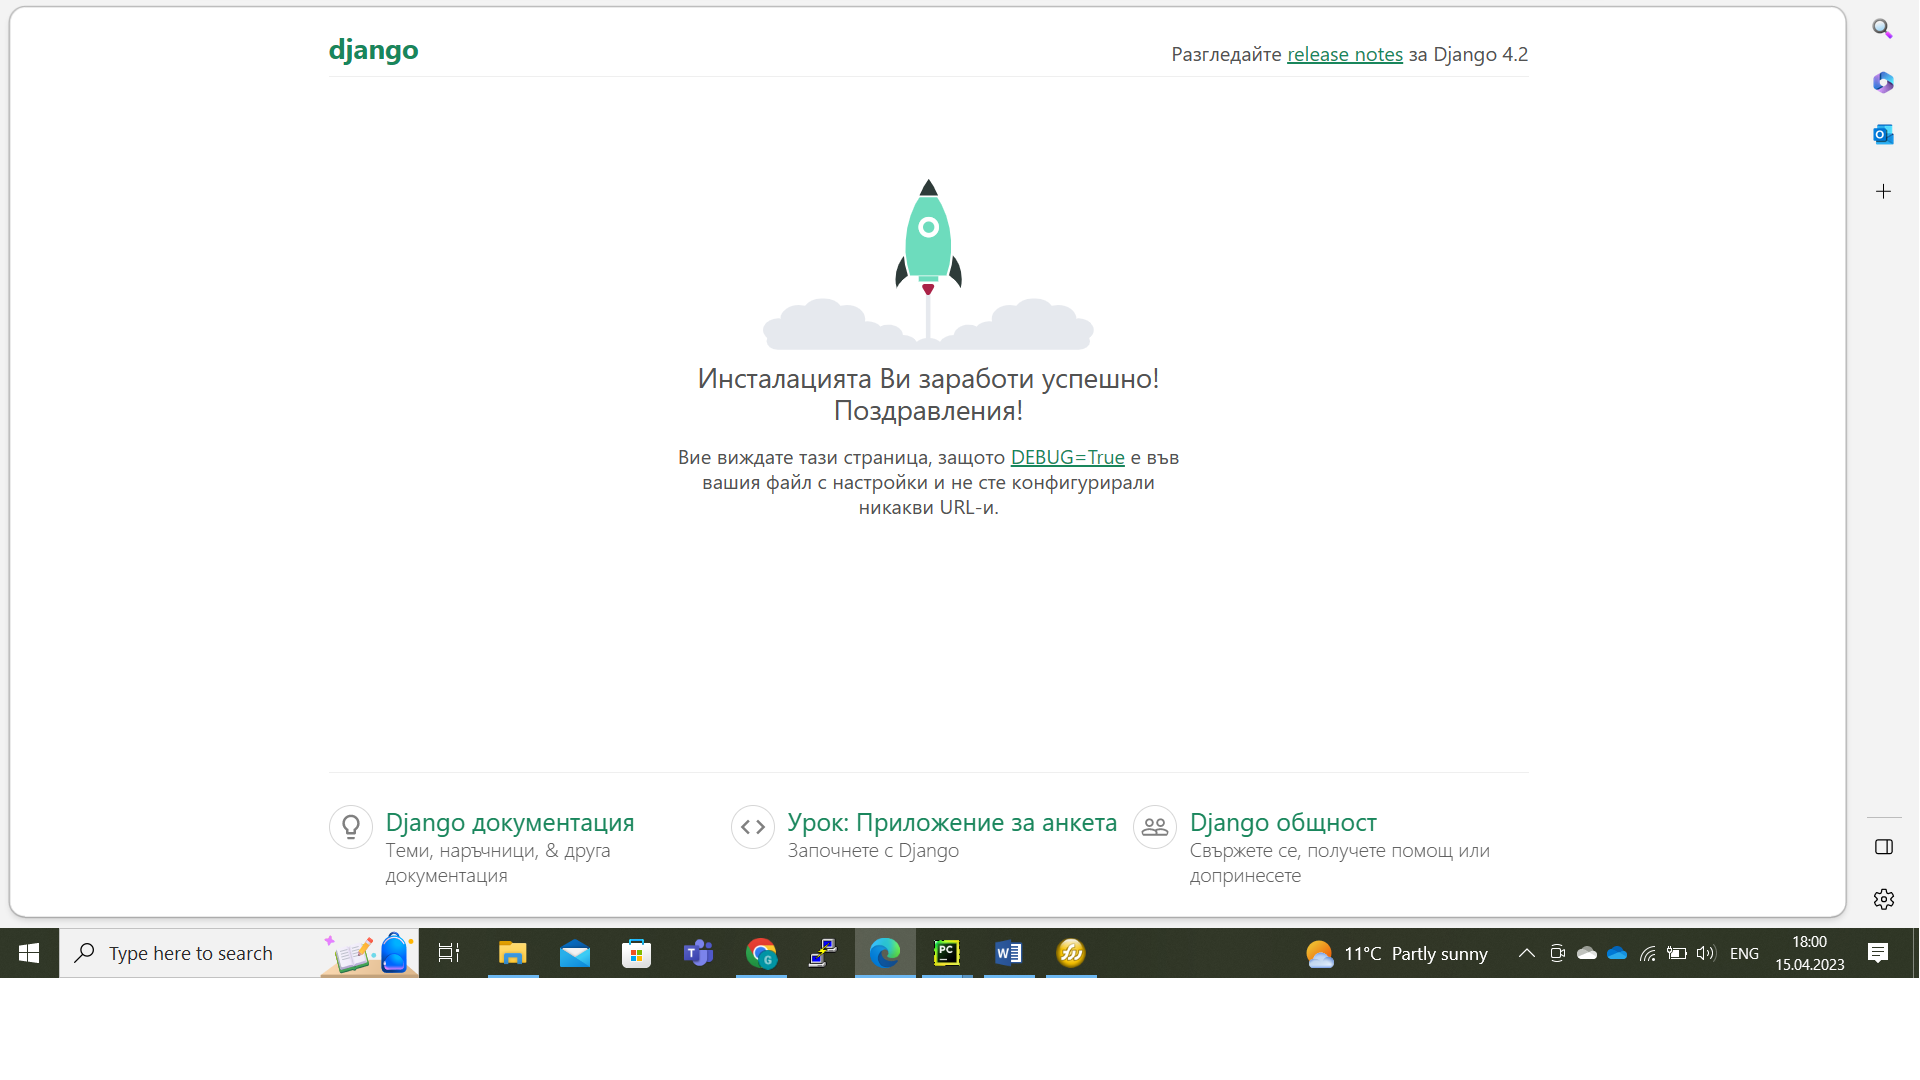 django
Разгледайте release notes за Django 4.2
Инсталацията Ви заработи успешно!
Поздравления!
Вие виждате тази страница, защото DEBUG=True е във
вашия файл с настройки и не сте конфигурирали
никакви URL-и.
Django документация
Теми, наръчници, & друга
документация
Урок: Приложение за анкета
Започнете с Django
Django общност
Свържете се, получете помощ или
допринесете
Type here to search
11°C Partly sunny
ENG
18:00
15.04.2023